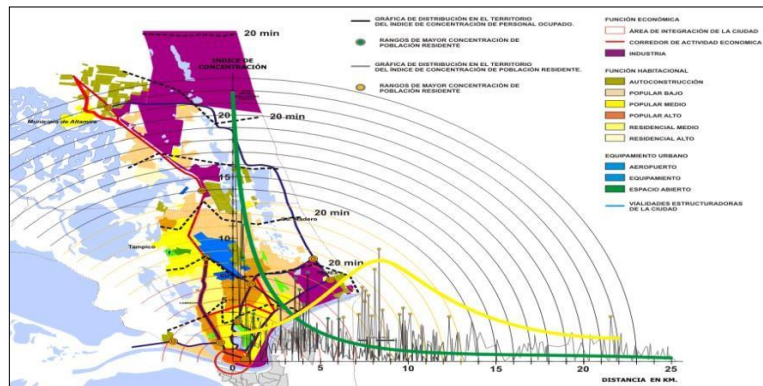 20 min
INDICE DE
CONCENTRACIÓN
Municipio de Altamira
20
20 min
15
20 min
Tampico
10
20 min
5
0
0
5
10
15
20
25
DISTANCIA EN KM.
GRÁFICA DE DISTRIBUCIÓN EN EL TERRITORIO
DEL ÍNDICE DE CONCENTRACIÓN DE PERSONAL OCUPADO.
RANGOS DE MAYOR CONCENTRACIÓN DE
POBLACIÓN RESIDENTE
GRÁFICA DE DISTRIBUCIÓN EN EL TERRITORIO
DEL ÍNDICE DE CONCENTRACIÓN DE POBLACIÓN RESIDENTE.
RANGOS DE MAYOR CONCENTRACIÓN DE
POBLACIÓN RESIDENTE
FUNCIÓN ECONÓMICA
ÁREA DE INTEGRACIÓN DE LA CIUDAD
CORREDOR DE ACTIVIDAD ECONOMICA
INDUSTRIA
FUNCIÓN HABITACIONAL
AUTOCONSTRUCCIÓN
POPULAR BAJO
POPULAR MEDIO
POPULAR ALTO
RESIDENCIAL MEDIO
RESIDENCIAL ALTO
EQUIPAMIENTO URBANO
AEROPUERTO
EQUIPAMIENTO
ESPACIO ABIERTO
VIALIDADES ESTRUCTURADORAS
DE LA CIUDAD